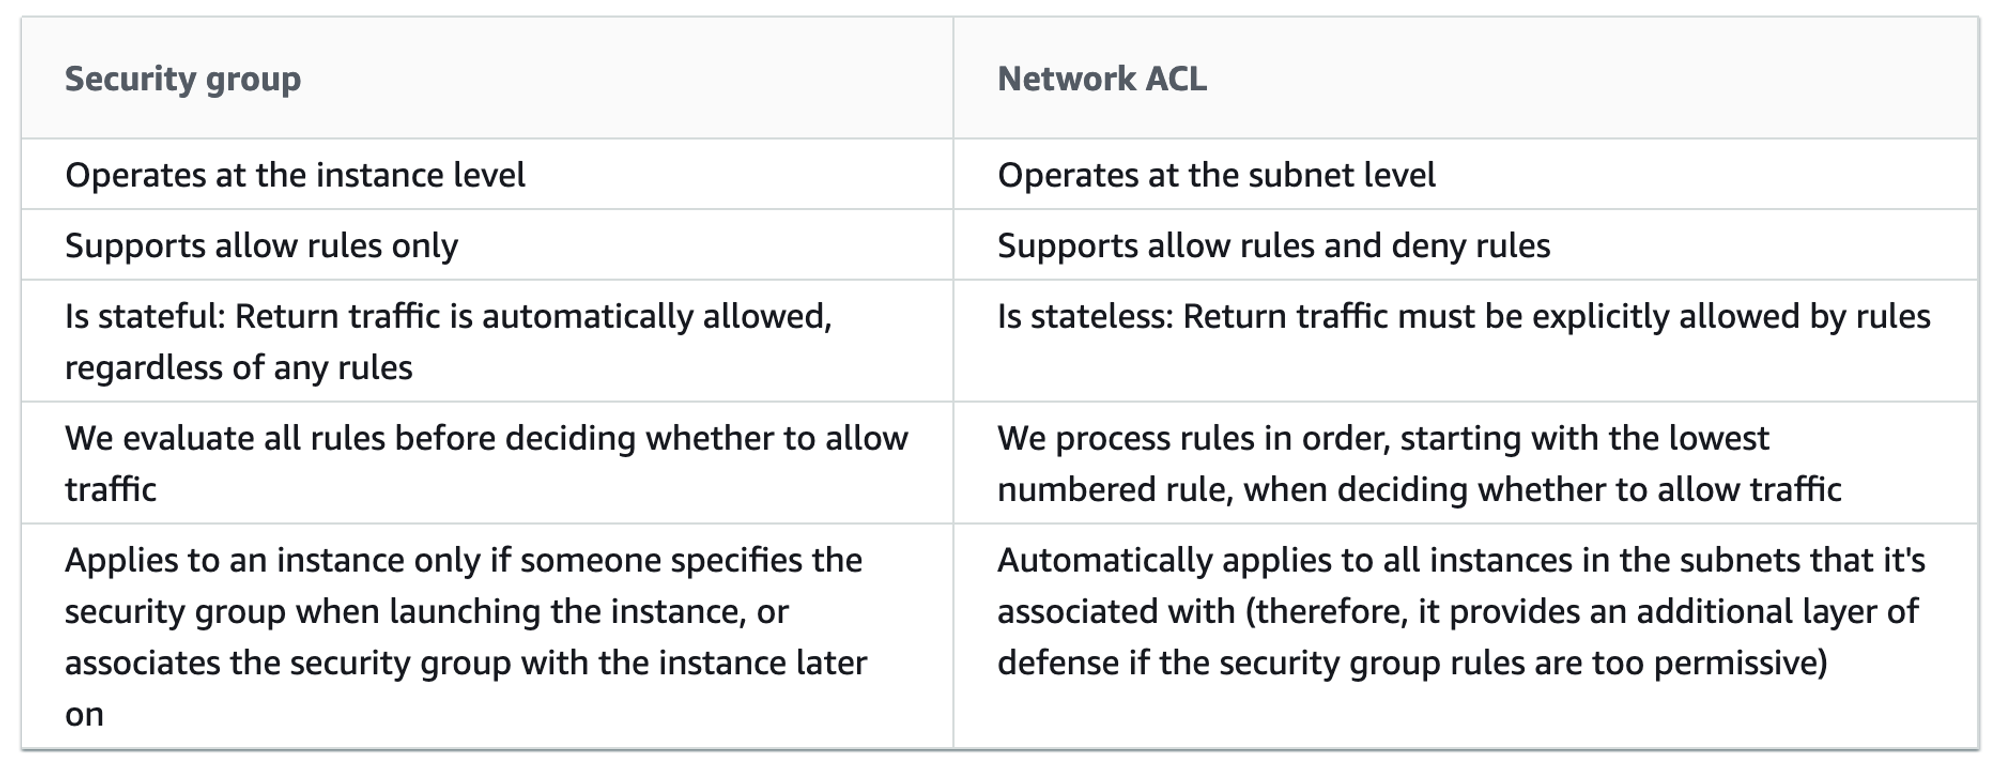 Security group
Network ACL
Operates at the instance level
Operates at the subnet level
Supports allow rules only
Supports allow rules and deny rules
Is stateful: Return traffic is automatically allowed,
regardless of any rules
Is stateless: Return traffic must be explicitly allowed by rules
We evaluate all rules before deciding whether to allow
traffic
We process rules in order, starting with the lowest
numbered rule, when deciding whether to allow traffic
Applies to an instance only if someone specifies the
security group when launching the instance, or
associates the security group with the instance later
on
Automatically applies to all instances in the subnets that it's
associated with (therefore, it provides an additional layer of
defense if the security group rules are too permissive)